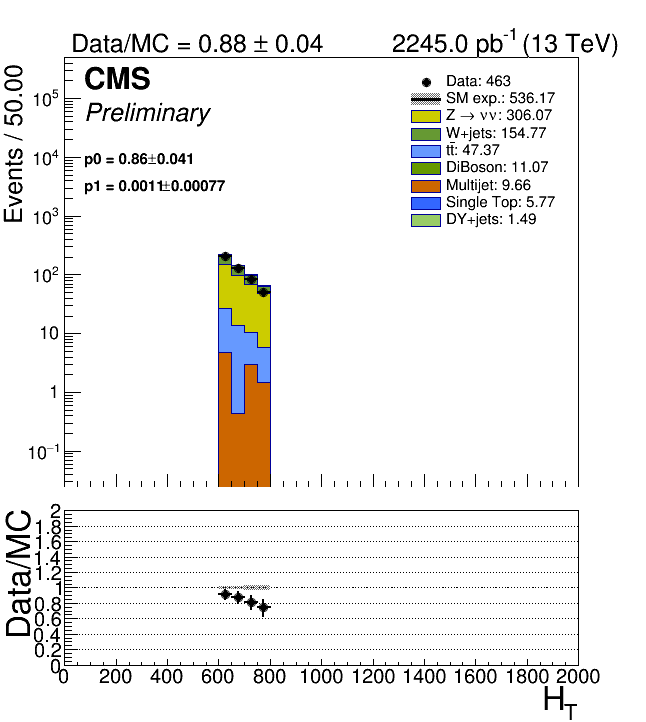 Data/MC = 0.88 ± 0.04 2245.0 pb⁻¹ (13 TeV)
CMS
Preliminary
p0 = 0.86±0.041
p1 = 0.0011±0.00077
Data: 463
SM exp.: 536.17
Z → νν: 306.07
W+jets: 154.77
tt̄: 47.37
DiBoson: 11.07
Multijet: 9.66
Single Top: 5.77
DY+jets: 1.49
Events / 50.00
10⁵
10⁴
10³
10²
10
1
10⁻¹
Data/MC
2
1.8
1.6
1.4
1.2
1
0.8
0.6
0.4
0.2
0
0 200 400 600 800 1000 1200 1400 1600 1800 2000
H_T